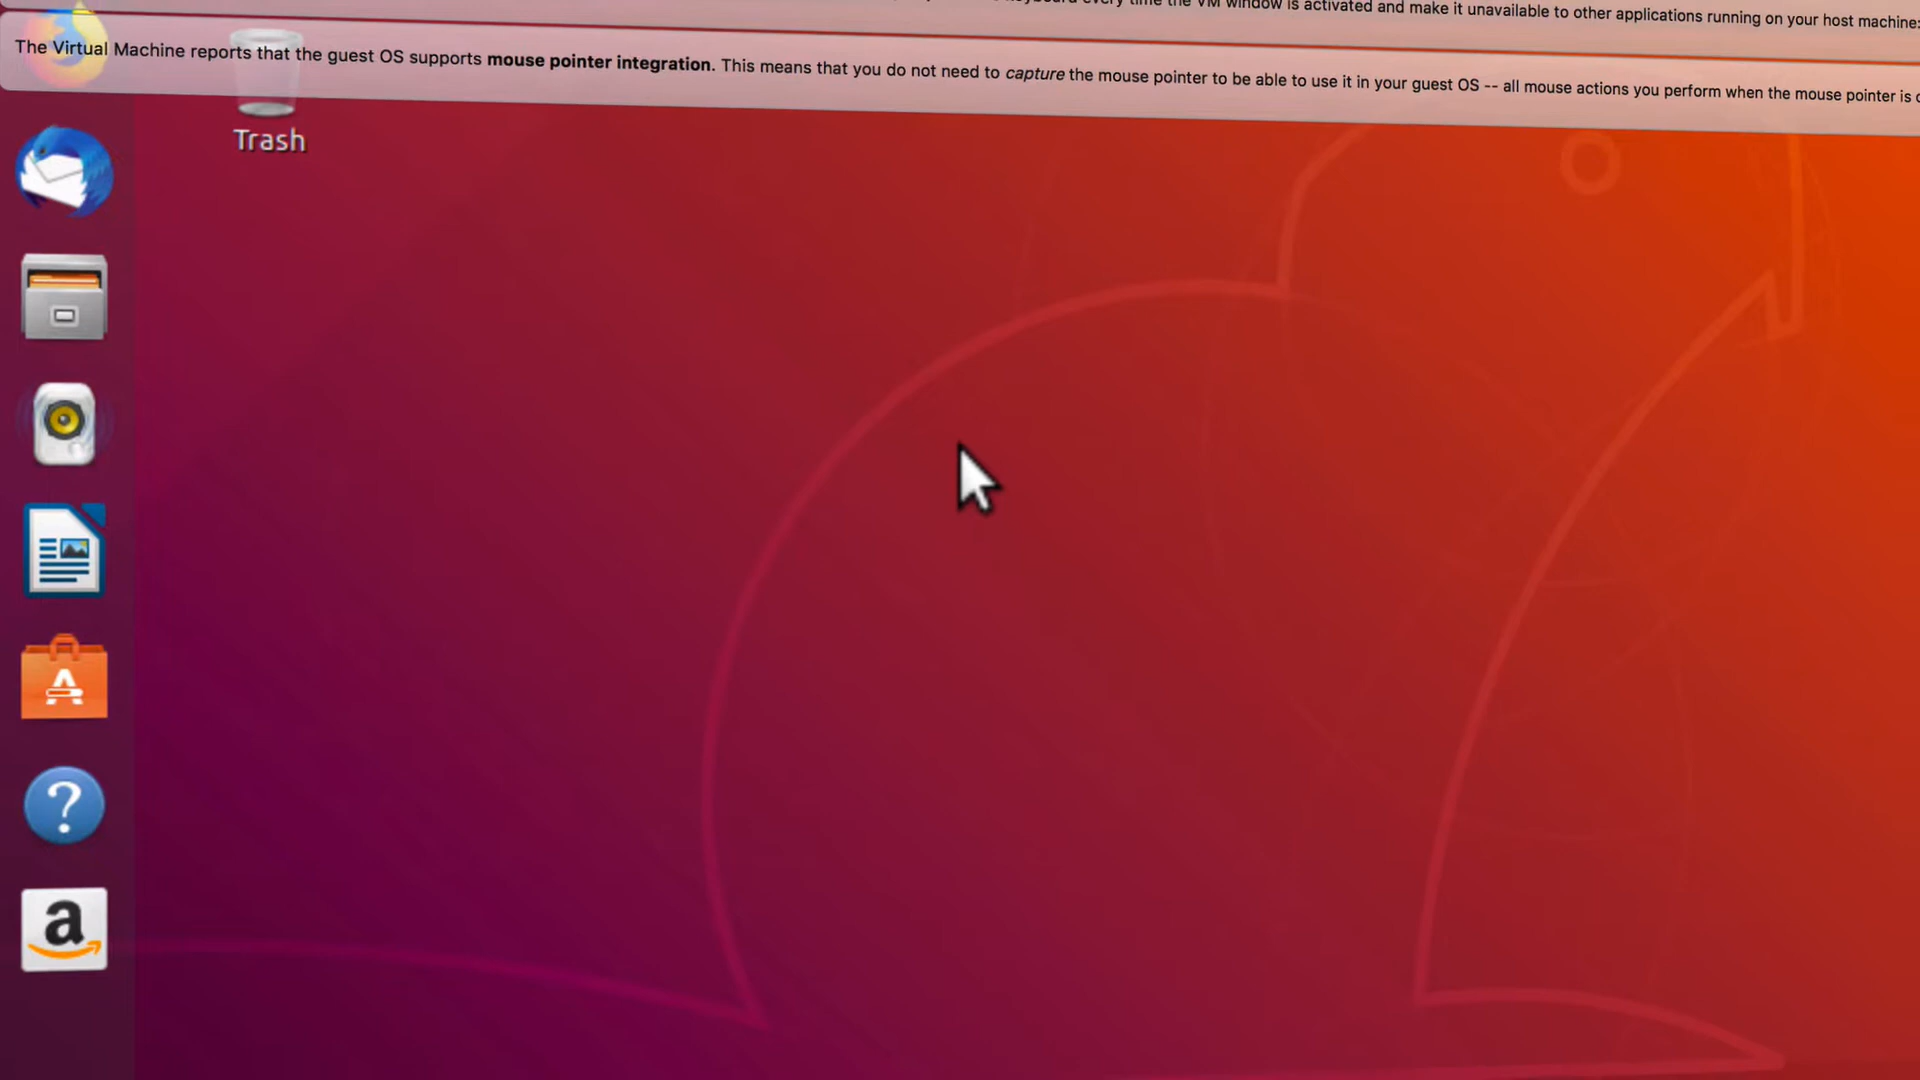 keyboard every time the VM window is activated and make it unavailable to other applications running on your host machine:
The Virtual Machine reports that the guest OS supports mouse pointer integration. This means that you do not need to capture the mouse pointer to be able to use it in your guest OS -- all mouse actions you perform when the mouse pointer is
Trash
A
?
a